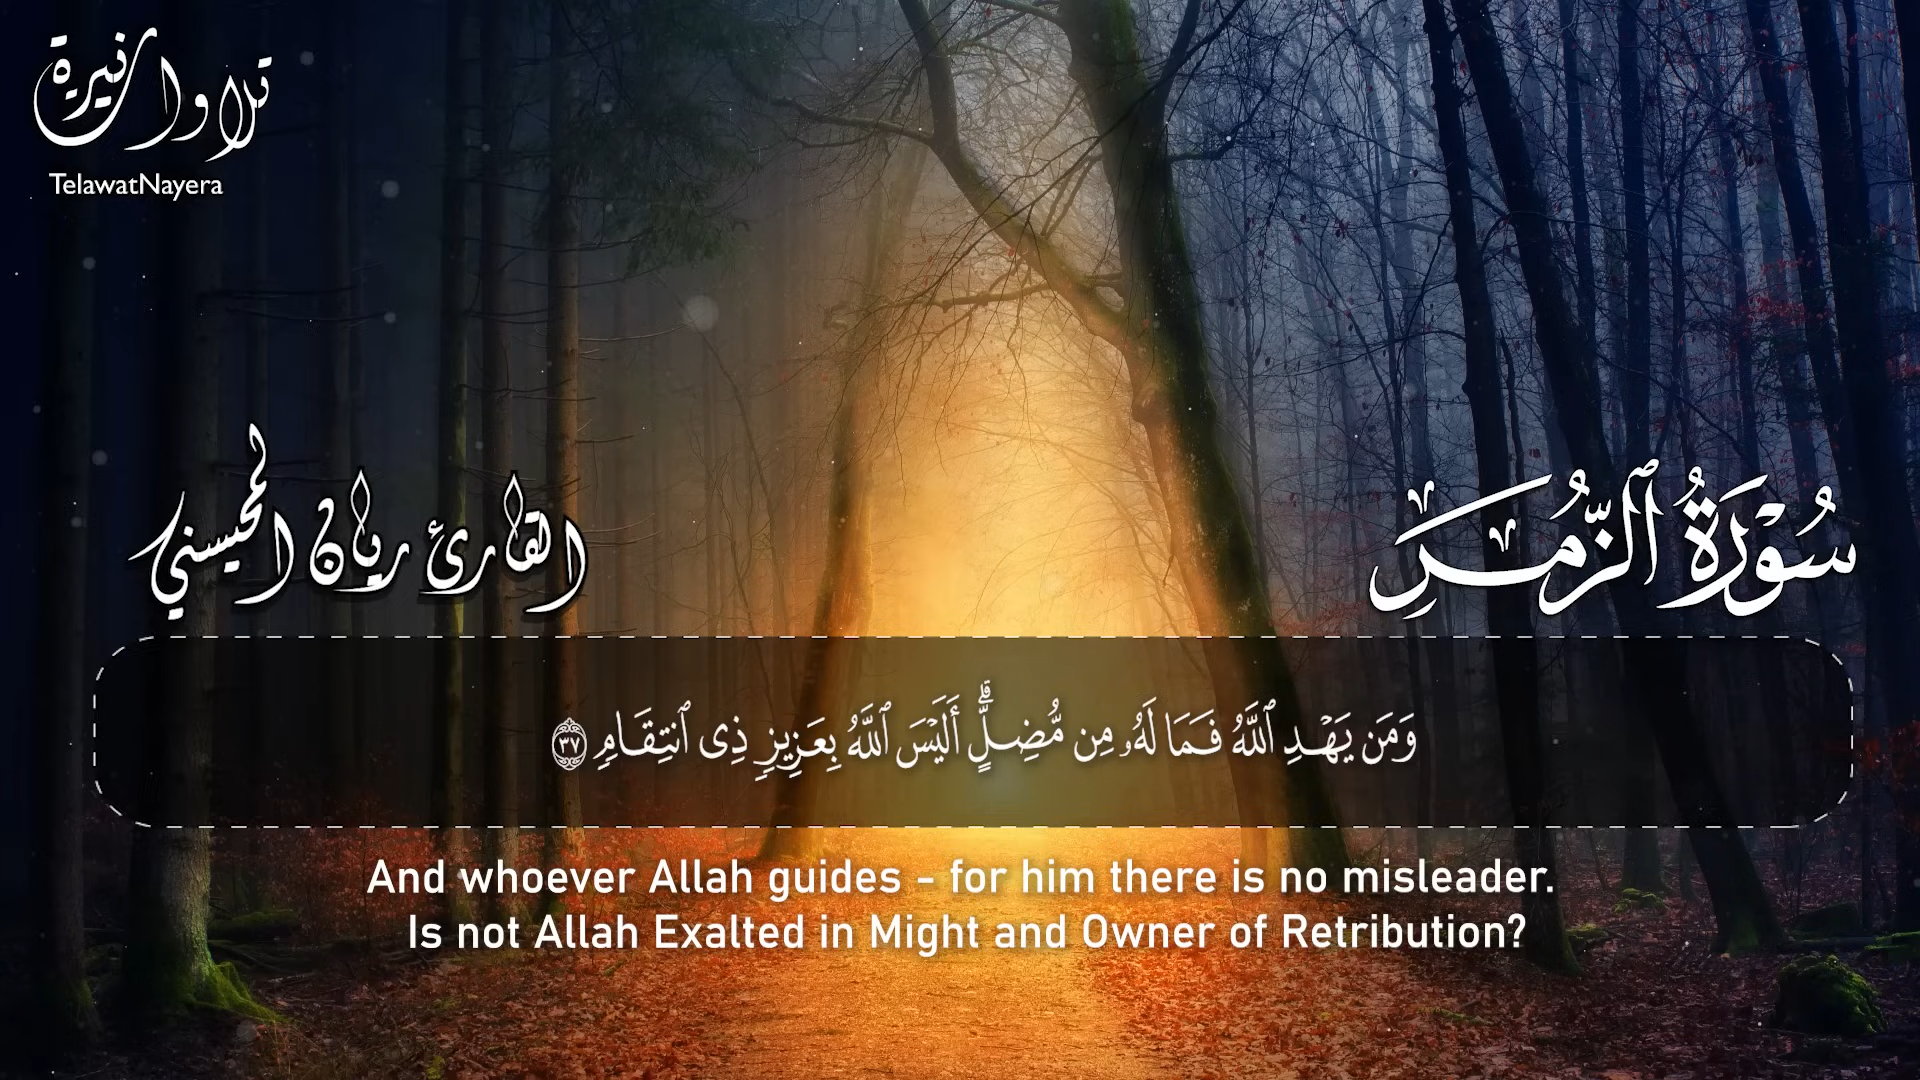 تلاوات نيرة
TelawatNayera
سُورَةُ ٱلزُّمَرِ
القارئ ريان المحيسني
وَمَن يَهْدِ ٱللَّهُ فَمَا لَهُۥ مِن مُّضِلٍّ ۗ أَلَيْسَ ٱللَّهُ بِعَزِيزٍ ذِى ٱنتِقَامٍ ٣٧
And whoever Allah guides - for him there is no misleader.
Is not Allah Exalted in Might and Owner of Retribution?